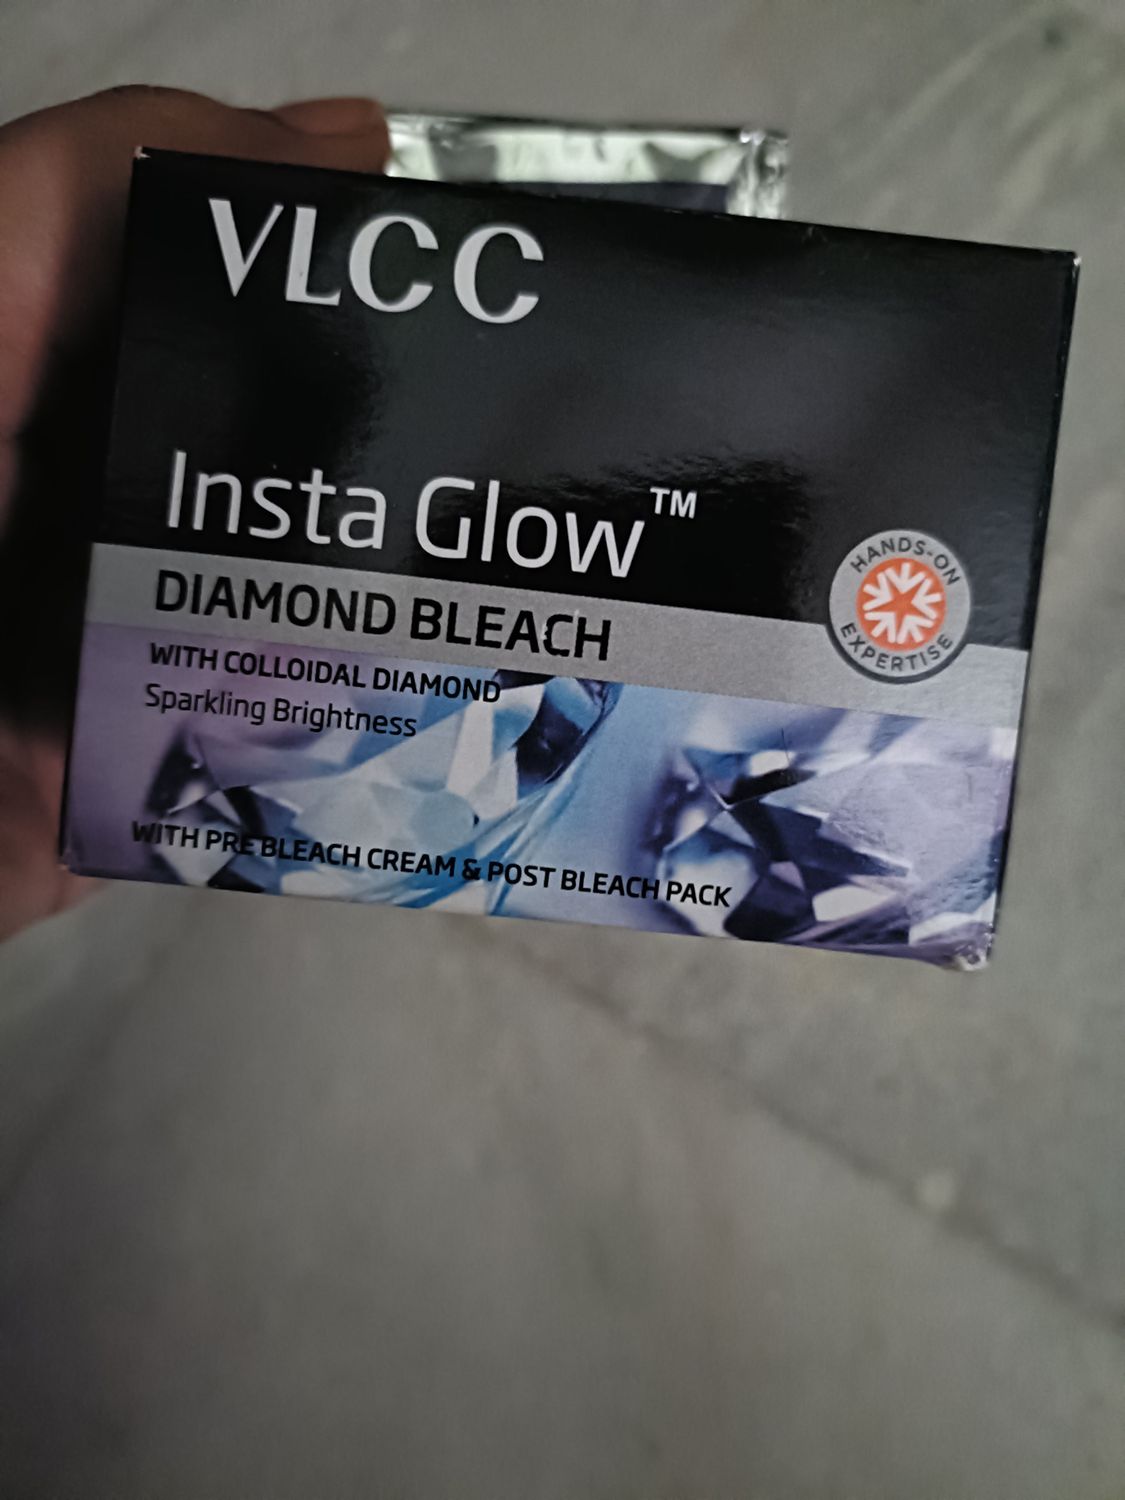 VLCC
Insta Glow™
DIAMOND BLEACH
WITH COLLOIDAL DIAMOND
Sparkling Brightness
HANDS-ON
EXPERTISE
WITH PRE BLEACH CREAM & POST BLEACH PACK